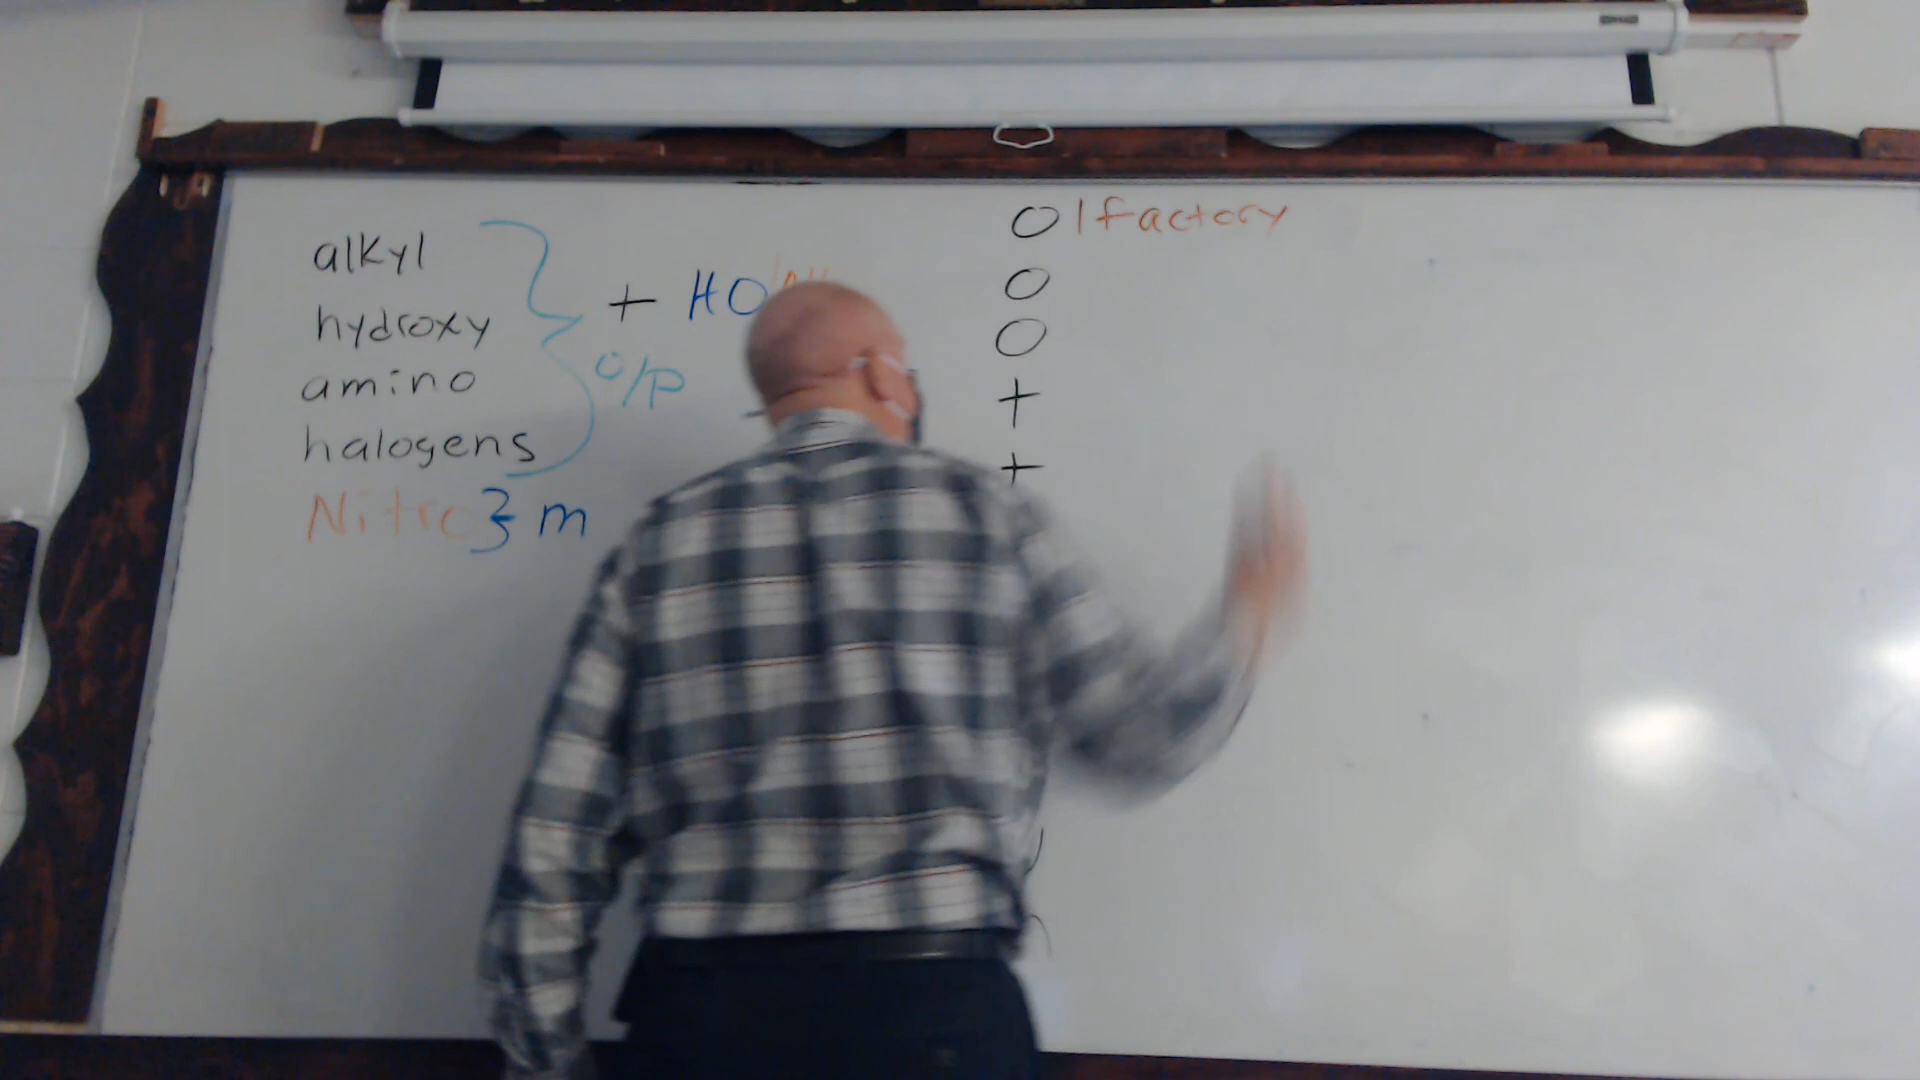 alkyl
hydroxy
amino
halogens
o/p
Nitro } m
+ HO
Olfactory
O
O
+
+